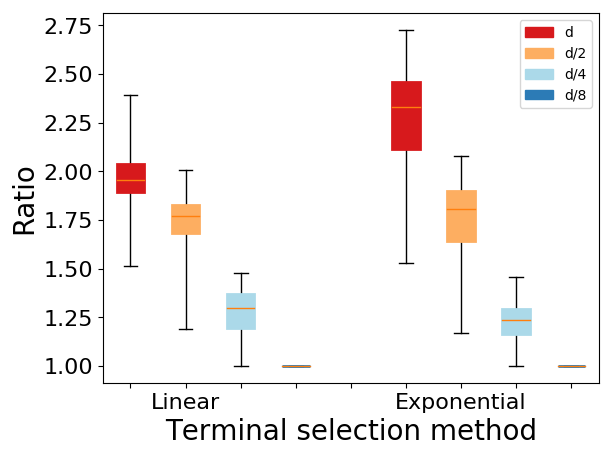 2.75
2.50
2.25
2.00
1.75
1.50
1.25
1.00
Ratio
d
d/2
d/4
d/8
Linear
Exponential
Terminal selection method